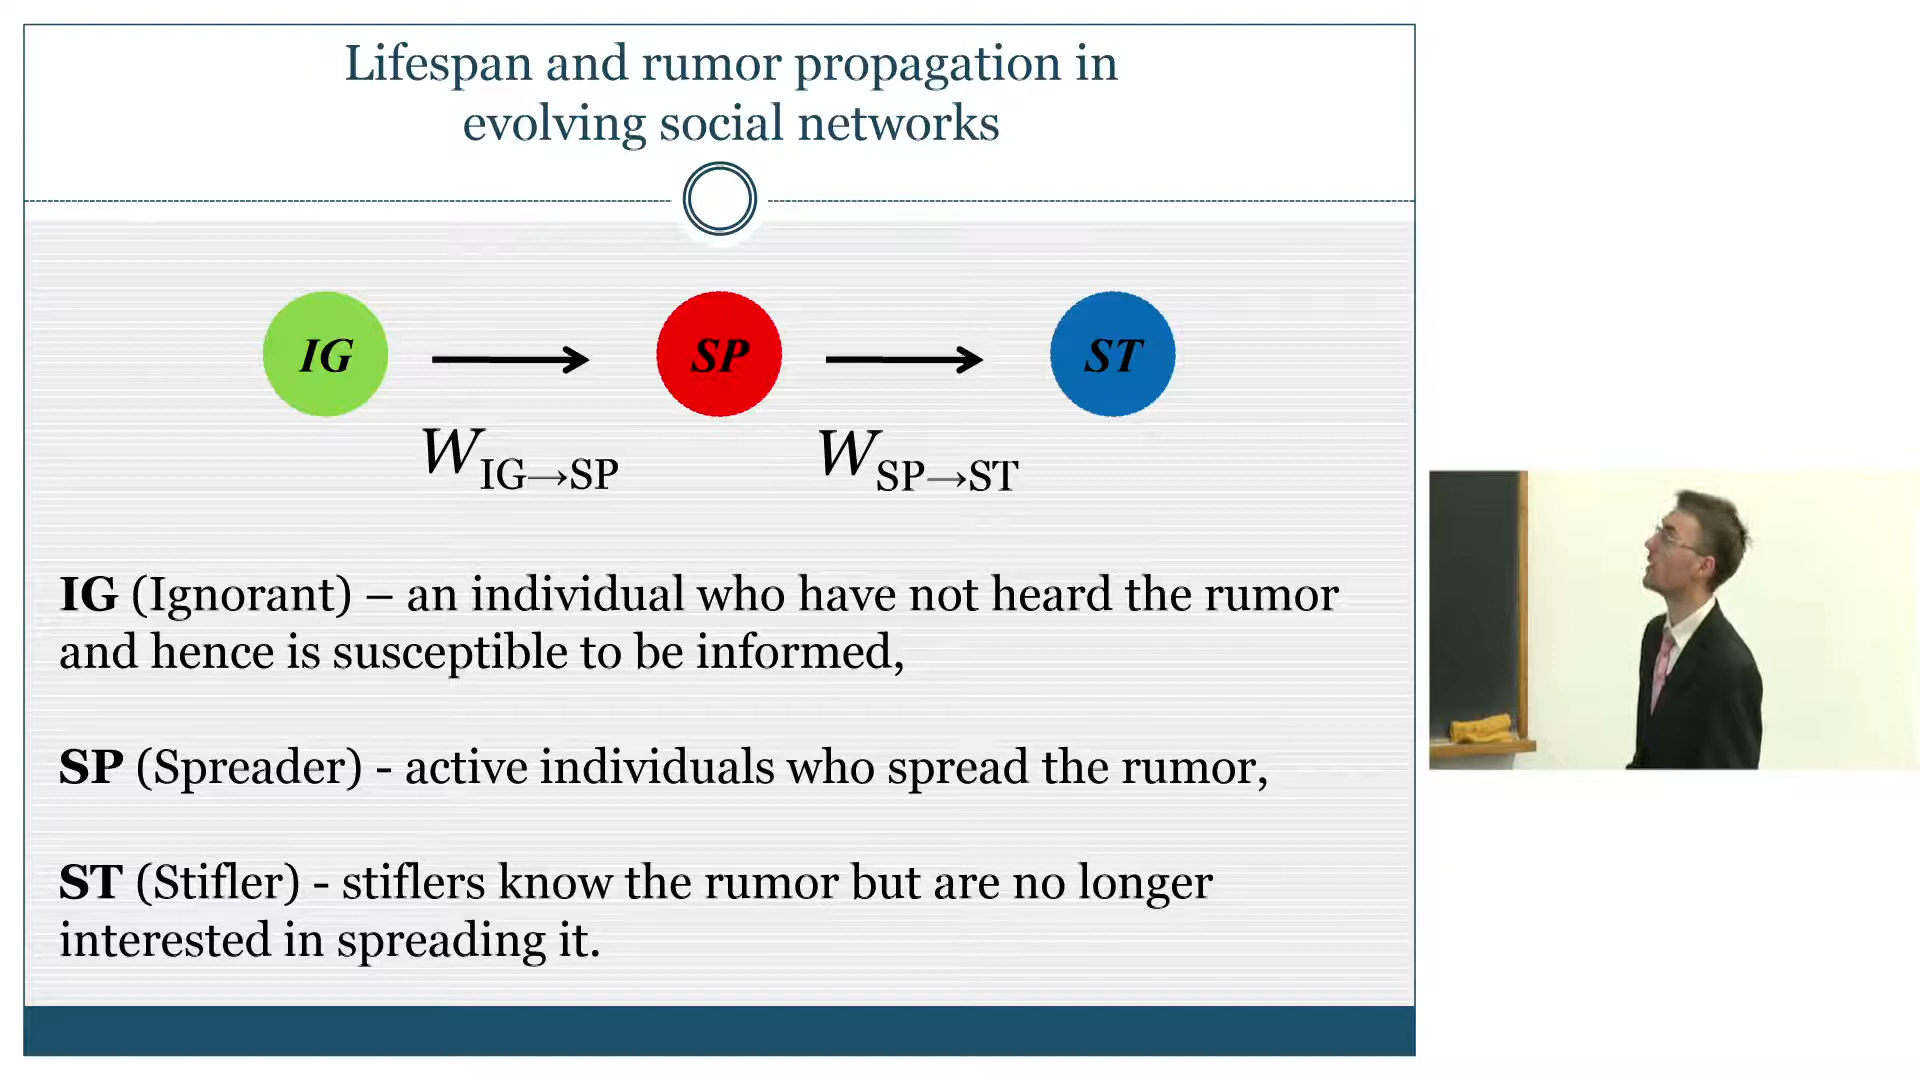 Lifespan and rumor propagation in
evolving social networks
IG
SP
ST
W IG→SP
W SP→ST
IG (Ignorant) – an individual who have not heard the rumor
and hence is susceptible to be informed,
SP (Spreader) - active individuals who spread the rumor,
ST (Stifler) - stiflers know the rumor but are no longer
interested in spreading it.